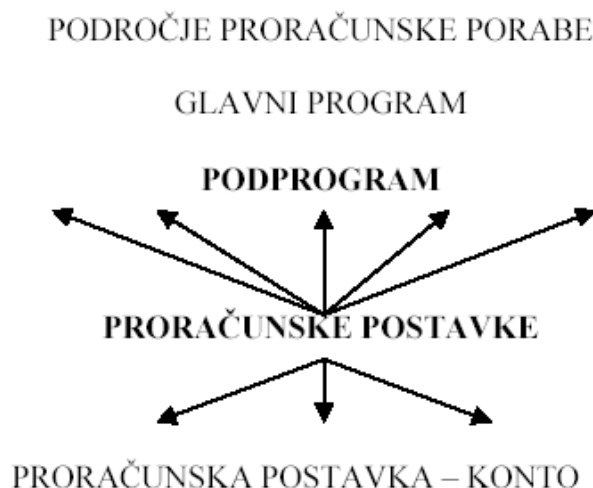 PODROČJE PRORAČUNSKE PORABE
GLAVNI PROGRAM
PODPROGRAM
PRORAČUNSKE POSTAVKE
PRORAČUNSKA POSTAVKA – KONTO